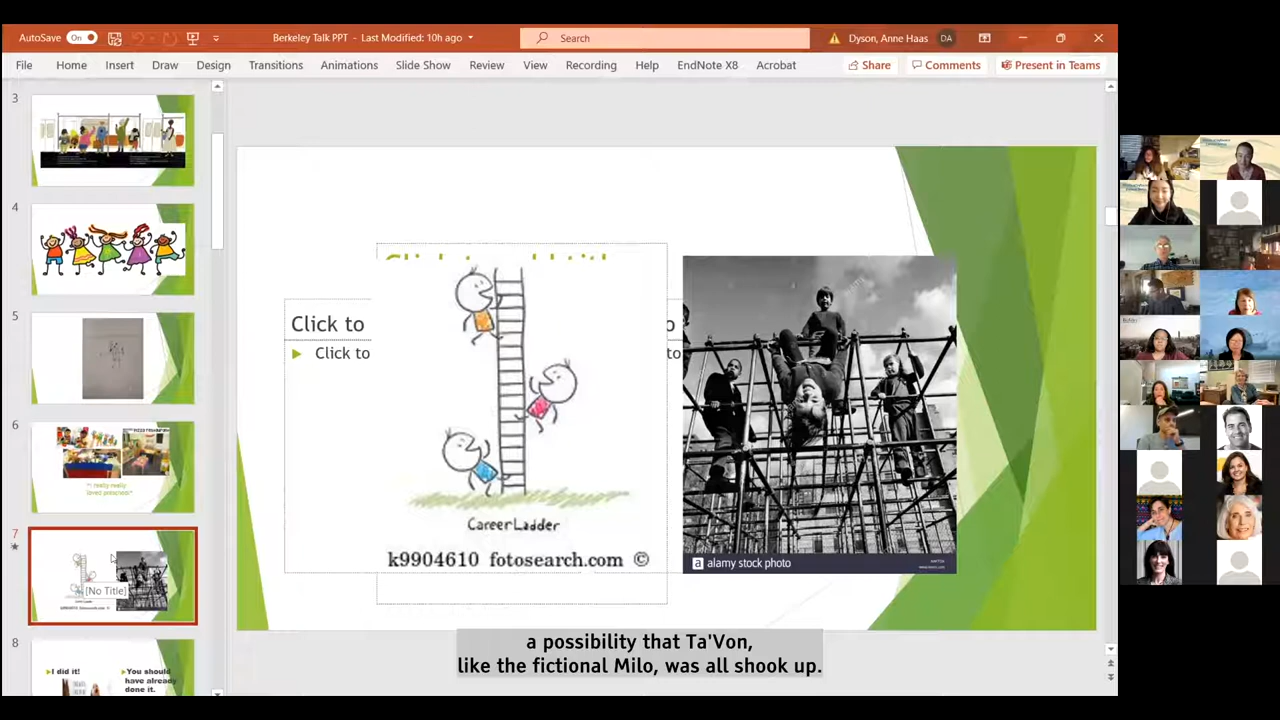 AutoSave On
Berkeley Talk PPT - Last Modified: 10h ago
Search
Dyson, Anne Haas DA
File Home Insert Draw Design Transitions Animations Slide Show Review View Recording Help EndNote X8 Acrobat Share Comments Present in Teams
3
4
5
6
"I really really
loved preschool"
7
[No Title]
8
I did it!
You should
have already
done it.
Click to
Click to
Career Ladder
k9904610 fotosearch.com ©
a alamy stock photo
a possibility that Ta'Von,
like the fictional Milo, was all shook up.